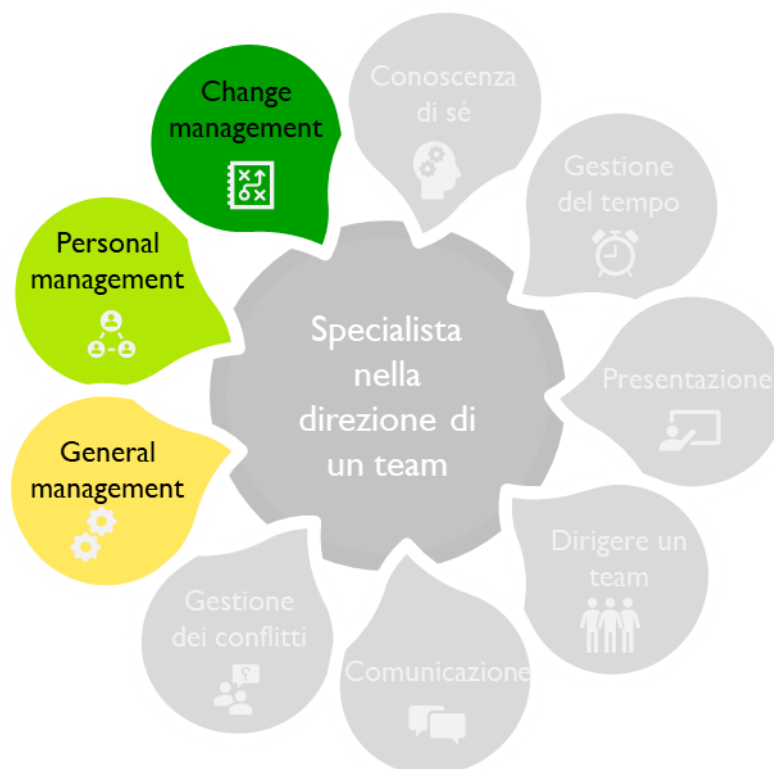 Change
management
Conoscenza
di sé
Gestione
del tempo
Personal
management
Specialista
nella
direzione di
un team
Presentazione
General
management
Dirigere un
team
Gestione
dei conflitti
Comunicazione